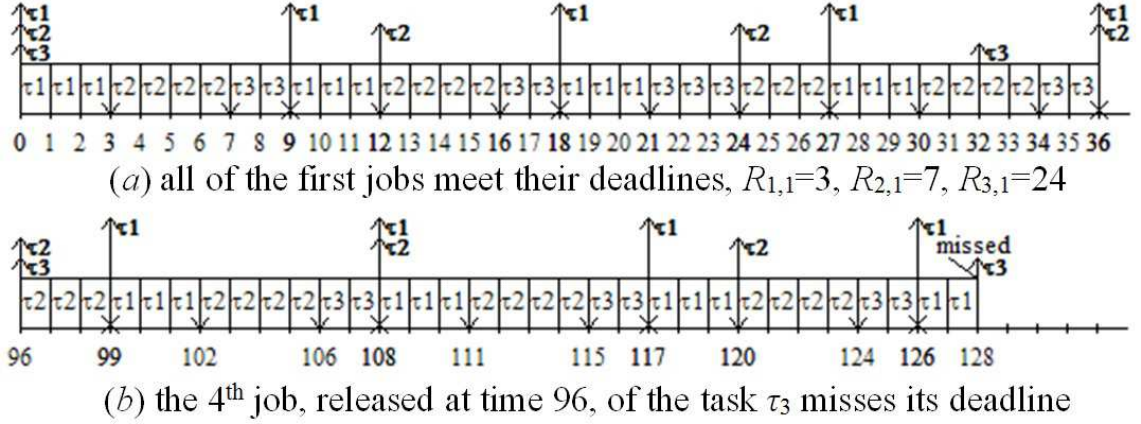 τ1 τ1 τ1 τ1 τ1
τ2 τ2 τ2 τ2
τ3 τ3
τ1 τ1 τ1 τ2 τ2 τ2 τ2 τ3 τ3 τ1 τ1 τ1 τ2 τ2 τ2 τ2 τ3 τ3 τ1 τ1 τ1 τ3 τ3 τ3 τ2 τ2 τ2 τ1 τ1 τ1 τ2 τ2 τ2 τ2 τ3 τ3
0 1 2 3 4 5 6 7 8 9 10 11 12 13 14 15 16 17 18 19 20 21 22 23 24 25 26 27 28 29 30 31 32 33 34 35 36
(a) all of the first jobs meet their deadlines, R1,1=3, R2,1=7, R3,1=24
τ1 τ1 τ1 τ1
τ2 τ2 τ2 missed
τ3 τ3
τ2 τ2 τ2 τ1 τ1 τ1 τ2 τ2 τ2 τ2 τ3 τ3 τ1 τ1 τ1 τ2 τ2 τ2 τ2 τ3 τ3 τ1 τ1 τ1 τ2 τ2 τ2 τ2 τ3 τ3 τ1 τ1
96 99 102 106 108 111 115 117 120 124 126 128
(b) the 4th job, released at time 96, of the task τ3 misses its deadline